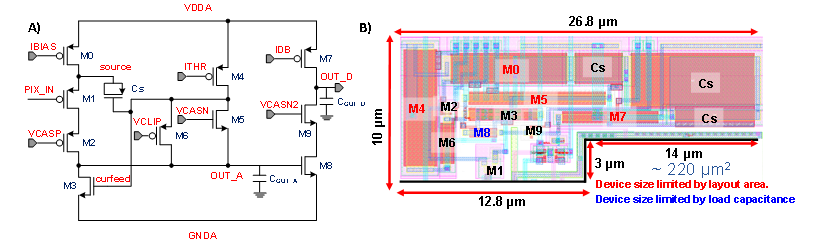 A)
VDDA
IBIAS
M0
source
Cs
PIX_IN
M1
VCASP
M2
M3
curfeed
VCLIP
M6
ITHR
M4
VCASN
M5
OUT_A
C_OUT_A
IDB
M7
OUT_D
C_OUT_D
VCASN2
M9
M8
GNDA
B)
26.8 µm
10 µm
M4
M0
Cs
Cs
M2
M5
M3
M7
Cs
M6
M8
M9
M1
3 µm
14 µm
12.8 µm
~ 220 µm²
Device size limited by layout area.
Device size limited by load capacitance